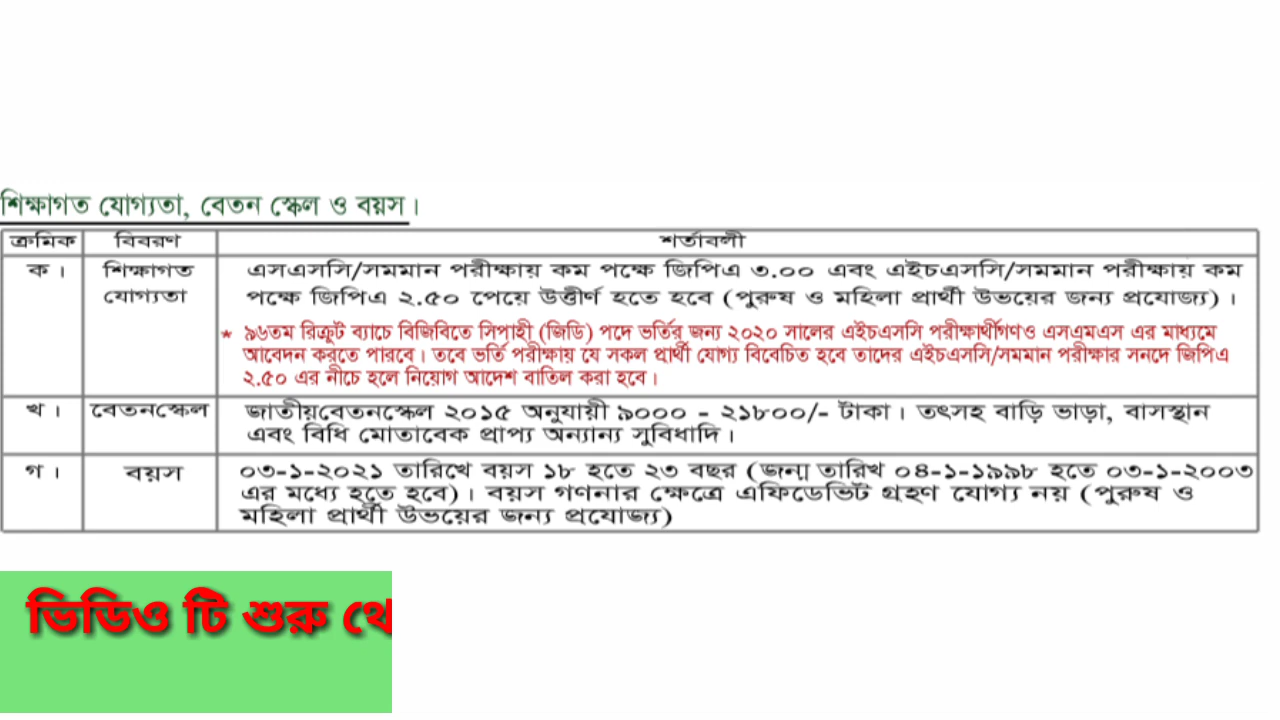 শিক্ষাগত যোগ্যতা, বেতন স্কেল ও বয়স।
ক্রমিক বিবরণ শর্তাবলী
ক। শিক্ষাগত যোগ্যতা এসএসসি/সমমান পরীক্ষায় কম পক্ষে জিপিএ ৩.০০ এবং এইচএসসি/সমমান পরীক্ষায় কম
পক্ষে জিপিএ ২.৫০ পেয়ে উত্তীর্ণ হতে হবে (পুরুষ ও মহিলা প্রার্থী উভয়ের জন্য প্রযোজ্য)।
* ৯৬তম রিক্রুট ব্যাচে বিজিবিতে সিপাহী (জিডি) পদে ভর্তির জন্য ২০২০ সালের এইচএসসি পরীক্ষার্থীগণও এসএমএস এর মাধ্যমে
আবেদন করতে পারবে। তবে ভর্তি পরীক্ষায় যে সকল প্রার্থী যোগ্য বিবেচিত হবে তাদের এইচএসসি/সমমান পরীক্ষার সনদে জিপিএ
২.৫০ এর নীচে হলে নিয়োগ আদেশ বাতিল করা হবে।
খ। বেতনস্কেল জাতীয়বেতনস্কেল ২০১৫ অনুযায়ী ৯০০০ - ২১৮০০/- টাকা। তৎসহ বাড়ি ভাড়া, বাসস্থান
এবং বিধি মোতাবেক প্রাপ্য অন্যান্য সুবিধাদি।
গ। বয়স ০৩-১-২০২১ তারিখে বয়স ১৮ হতে ২৩ বছর (জন্ম তারিখ ০৪-১-১৯৯৮ হতে ০৩-১-২০০৩
এর মধ্যে হতে হবে)। বয়স গণনার ক্ষেত্রে এফিডেভিট গ্রহণ যোগ্য নয় (পুরুষ ও
মহিলা প্রার্থী উভয়ের জন্য প্রযোজ্য)
ভিডিও টি শুরু থে